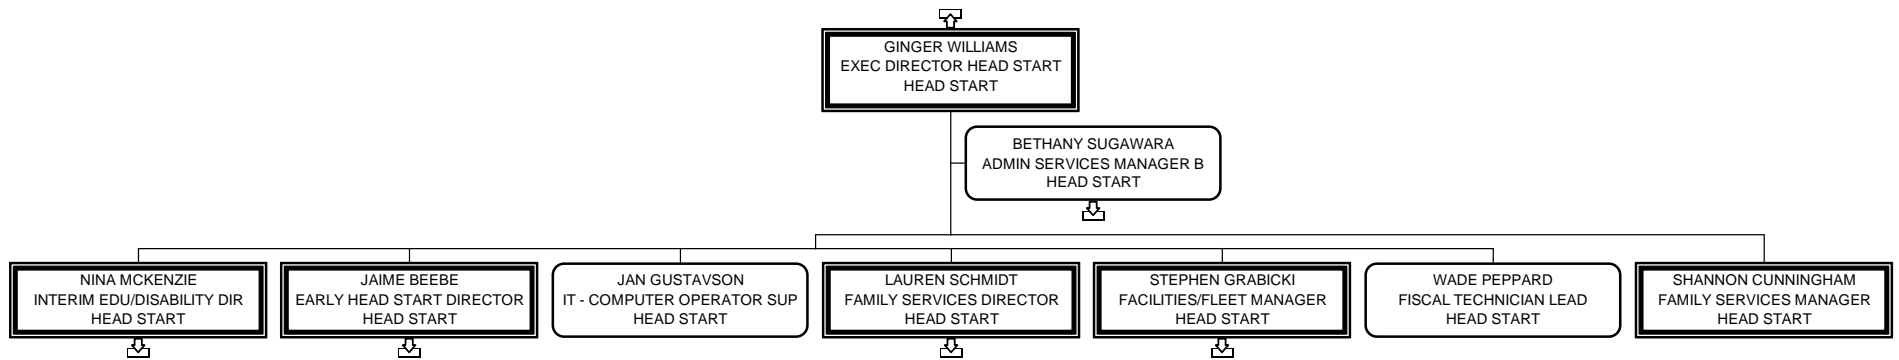 GINGER WILLIAMS
EXEC DIRECTOR HEAD START
HEAD START
BETHANY SUGAWARA
ADMIN SERVICES MANAGER B
HEAD START
NINA MCKENZIE
INTERIM EDU/DISABILITY DIR
HEAD START
JAIME BEEBE
EARLY HEAD START DIRECTOR
HEAD START
JAN GUSTAVSON
IT - COMPUTER OPERATOR SUP
HEAD START
LAUREN SCHMIDT
FAMILY SERVICES DIRECTOR
HEAD START
STEPHEN GRABICKI
FACILITIES/FLEET MANAGER
HEAD START
WADE PEPPARD
FISCAL TECHNICIAN LEAD
HEAD START
SHANNON CUNNINGHAM
FAMILY SERVICES MANAGER
HEAD START